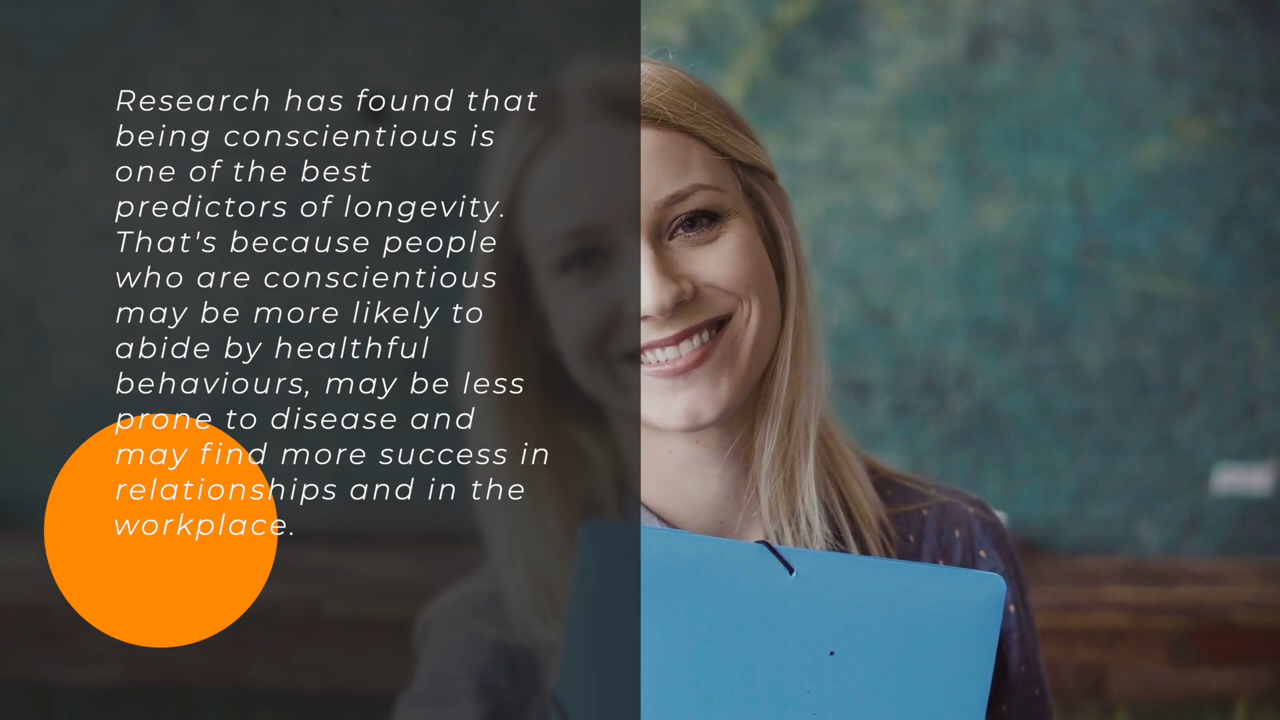 Research has found that
being conscientious is
one of the best
predictors of longevity.
That's because people
who are conscientious
may be more likely to
abide by healthful
behaviours, may be less
prone to disease and
may find more success in
relationships and in the
workplace.